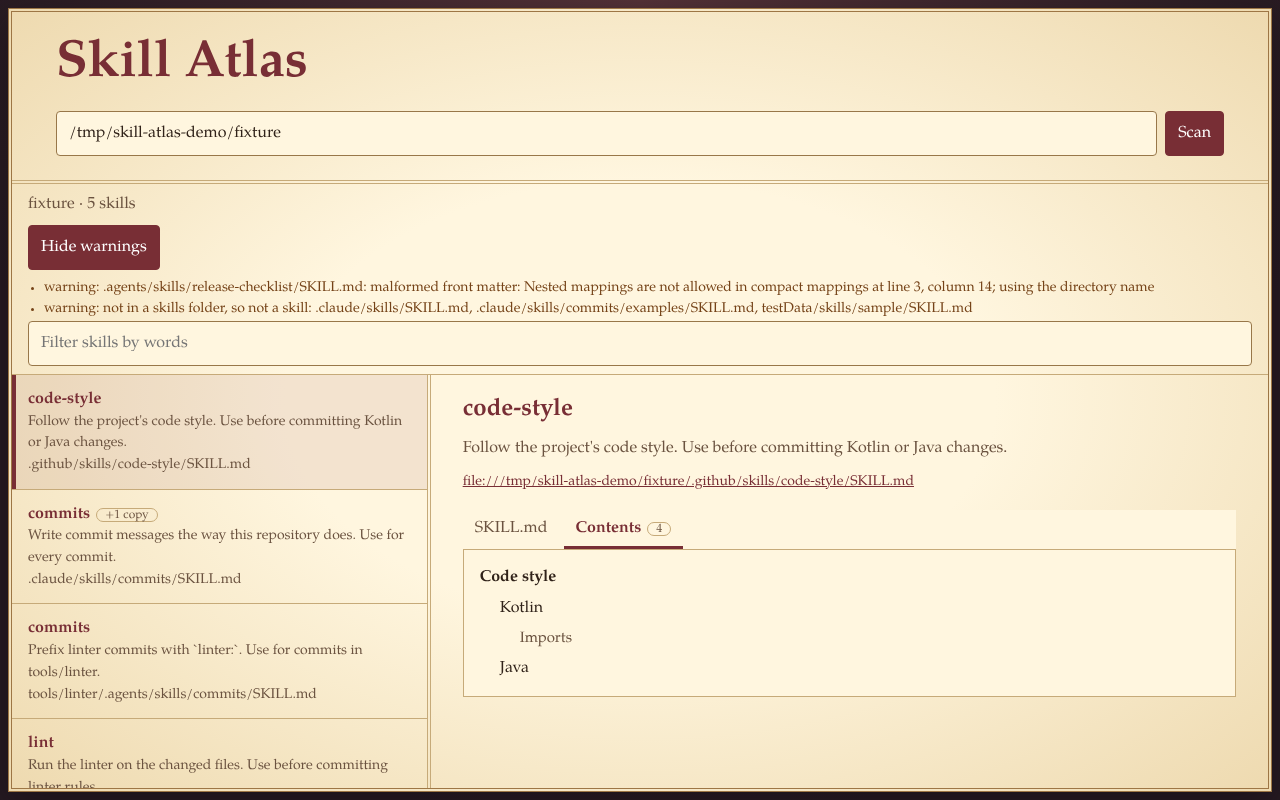 Skill Atlas
/tmp/skill-atlas-demo/fixture
Scan
fixture · 5 skills
Hide warnings
• warning: .agents/skills/release-checklist/SKILL.md: malformed front matter: Nested mappings are not allowed in compact mappings at line 3, column 14; using the directory name
• warning: not in a skills folder, so not a skill: .claude/skills/SKILL.md, .claude/skills/commits/examples/SKILL.md, testData/skills/sample/SKILL.md
Filter skills by words
code-style
Follow the project's code style. Use before committing Kotlin
or Java changes.
.github/skills/code-style/SKILL.md
commits +1 copy
Write commit messages the way this repository does. Use for
every commit.
.claude/skills/commits/SKILL.md
commits
Prefix linter commits with `linter:`. Use for commits in
tools/linter.
tools/linter/.agents/skills/commits/SKILL.md
lint
Run the linter on the changed files. Use before committing
linter rules.
code-style
Follow the project's code style. Use before committing Kotlin or Java changes.
file:///tmp/skill-atlas-demo/fixture/.github/skills/code-style/SKILL.md
SKILL.md
Contents 4
Code style
Kotlin
Imports
Java